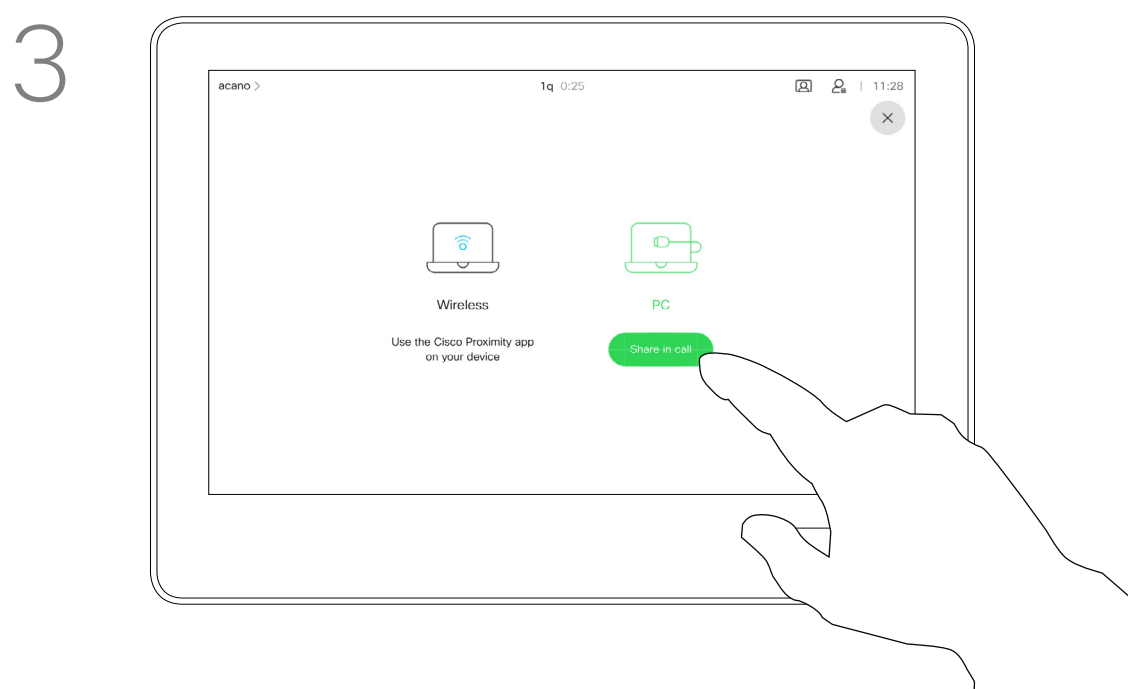 3
acano >
1q 0:25
11:28
Wireless
PC
Use the Cisco Proximity app
on your device
Share in call